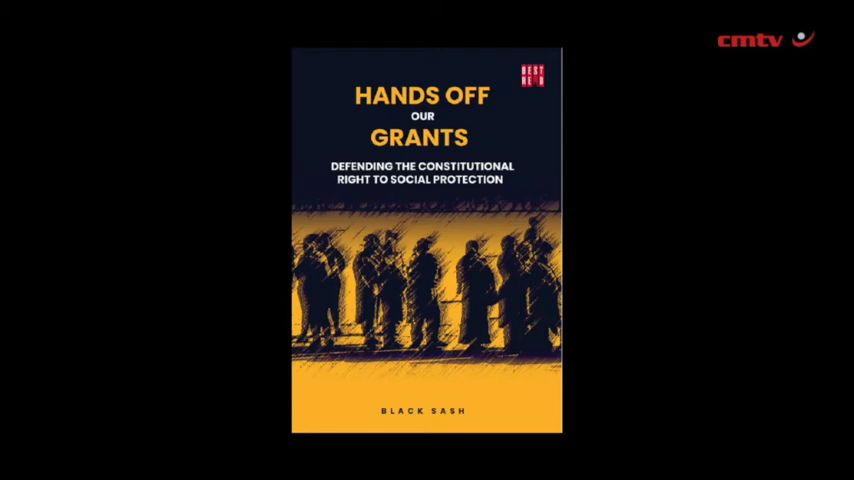 cmtv
BEST
RED
HANDS OFF
OUR
GRANTS
DEFENDING THE CONSTITUTIONAL
RIGHT TO SOCIAL PROTECTION
BLACK SASH